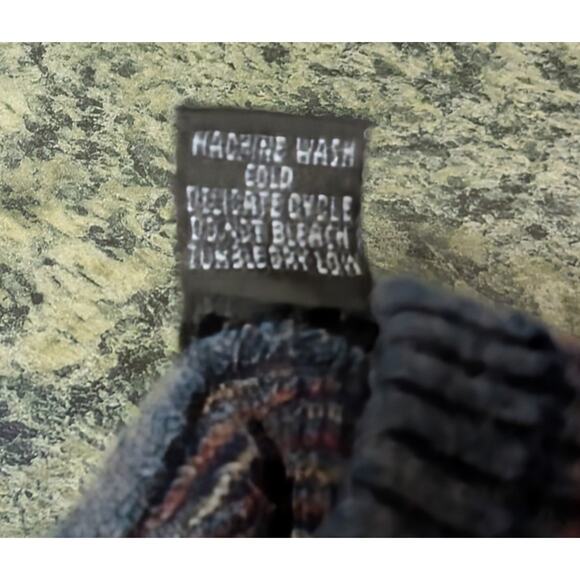 MACHINE WASH
COLD
DELICATE CYCLE
DO NOT BLEACH
TUMBLE DRY LOW